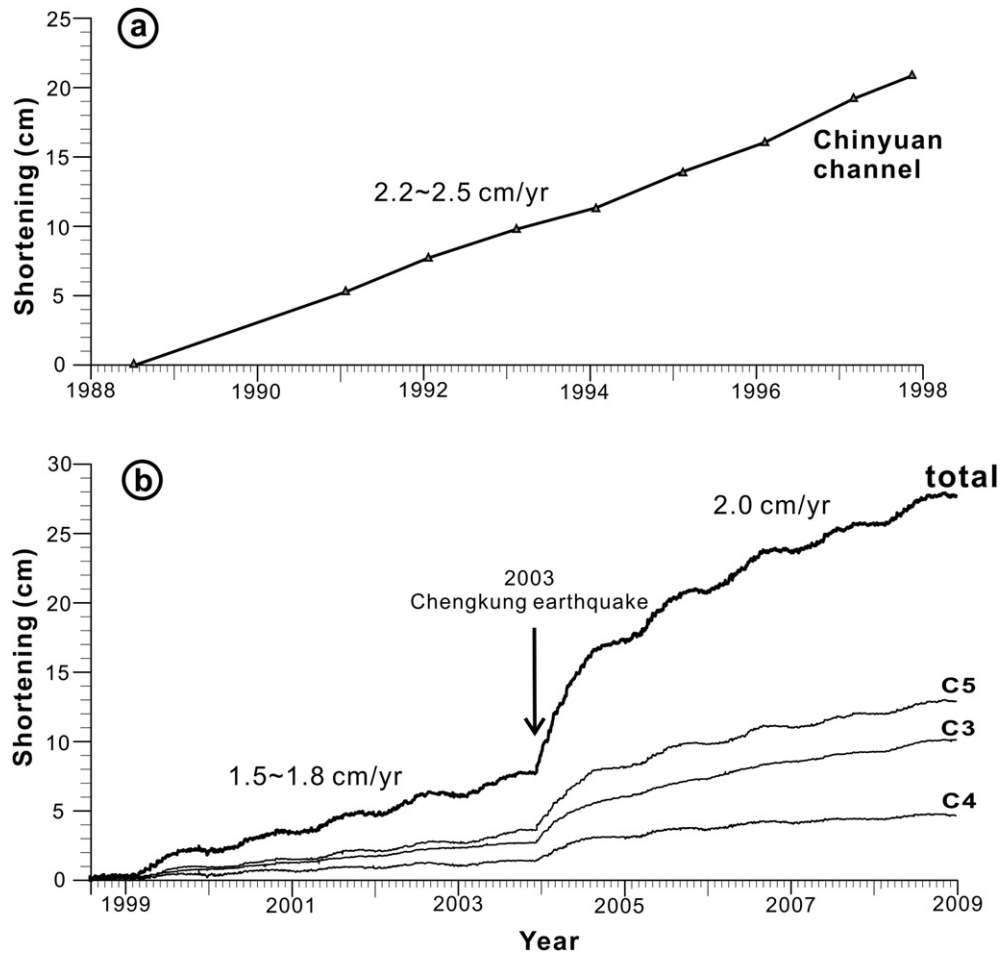 a
Shortening (cm)
25
20
15
10
5
0
2.2~2.5 cm/yr
Chinyuan
channel
1988
1990
1992
1994
1996
1998
b
Shortening (cm)
30
25
20
15
10
5
0
total
2.0 cm/yr
2003
Chengkung earthquake
1.5~1.8 cm/yr
C5
C3
C4
1999
2001
2003
2005
2007
2009
Year